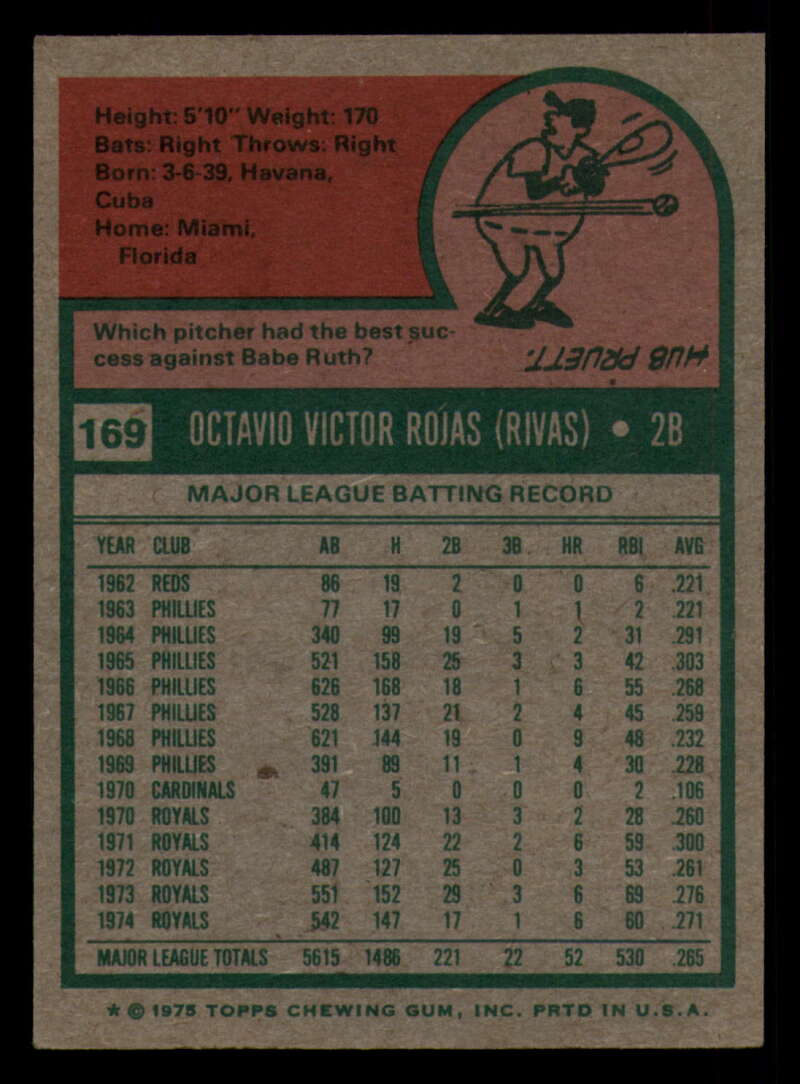 Height: 5'10" Weight: 170
Bats: Right Throws: Right
Born: 3-6-39, Havana,
Cuba
Home: Miami,
Florida
Which pitcher had the best suc-
cess against Babe Ruth?
HUB PRUETT.
169 OCTAVIO VICTOR ROJAS (RIVAS) • 2B
MAJOR LEAGUE BATTING RECORD
YEAR CLUB AB H 2B 3B HR RBI AVG
1962 REDS 86 19 2 0 0 6 .221
1963 PHILLIES 77 17 0 1 1 2 .221
1964 PHILLIES 340 99 19 5 2 31 .291
1965 PHILLIES 521 158 25 3 3 42 .303
1966 PHILLIES 626 168 18 1 6 55 .268
1967 PHILLIES 528 137 21 2 4 45 .259
1968 PHILLIES 621 144 19 0 9 48 .232
1969 PHILLIES 391 89 11 1 4 30 .228
1970 CARDINALS 47 5 0 0 0 2 .106
1970 ROYALS 384 100 13 3 2 28 .260
1971 ROYALS 414 124 22 2 6 59 .300
1972 ROYALS 487 127 25 0 3 53 .261
1973 ROYALS 551 152 29 3 6 69 .276
1974 ROYALS 542 147 17 1 6 60 .271
MAJOR LEAGUE TOTALS 5615 1486 221 22 52 530 .265
* © 1975 TOPPS CHEWING GUM, INC. PRTD IN U.S.A.